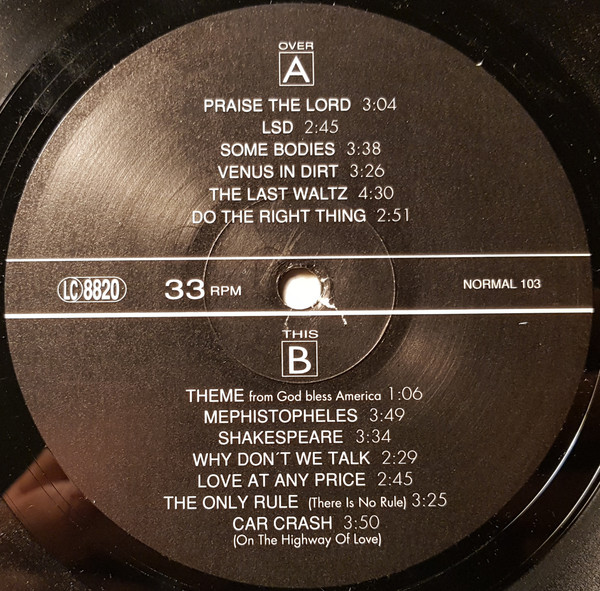 OVER
A
PRAISE THE LORD 3:04
LSD 2:45
SOME BODIES 3:38
VENUS IN DIRT 3:26
THE LAST WALTZ 4:30
DO THE RIGHT THING 2:51
LC 8820 33 RPM NORMAL 103
THIS
B
THEME from God bless America 1:06
MEPHISTOPHELES 3:49
SHAKESPEARE 3:34
WHY DON´T WE TALK 2:29
LOVE AT ANY PRICE 2:45
THE ONLY RULE (There Is No Rule) 3:25
CAR CRASH 3:50
(On The Highway Of Love)